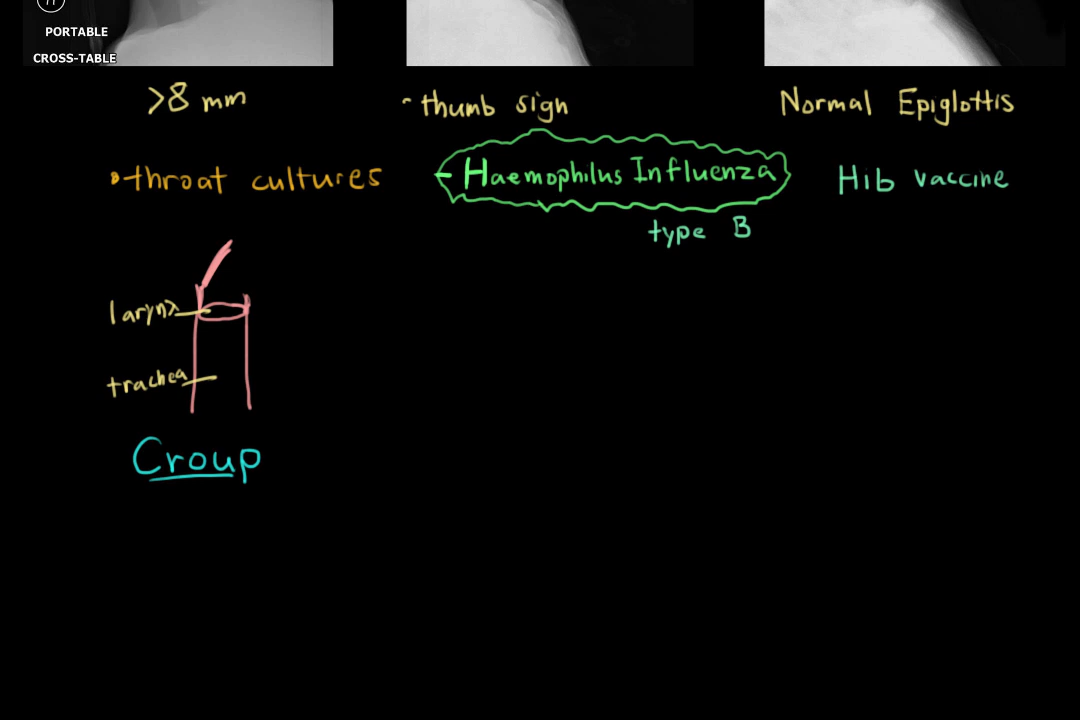 PORTABLE
CROSS-TABLE
>8 mm
- thumb sign
Normal Epiglottis
•throat cultures
- Haemophilus Influenza
Hib vaccine
type B
larynx
trachea
Croup